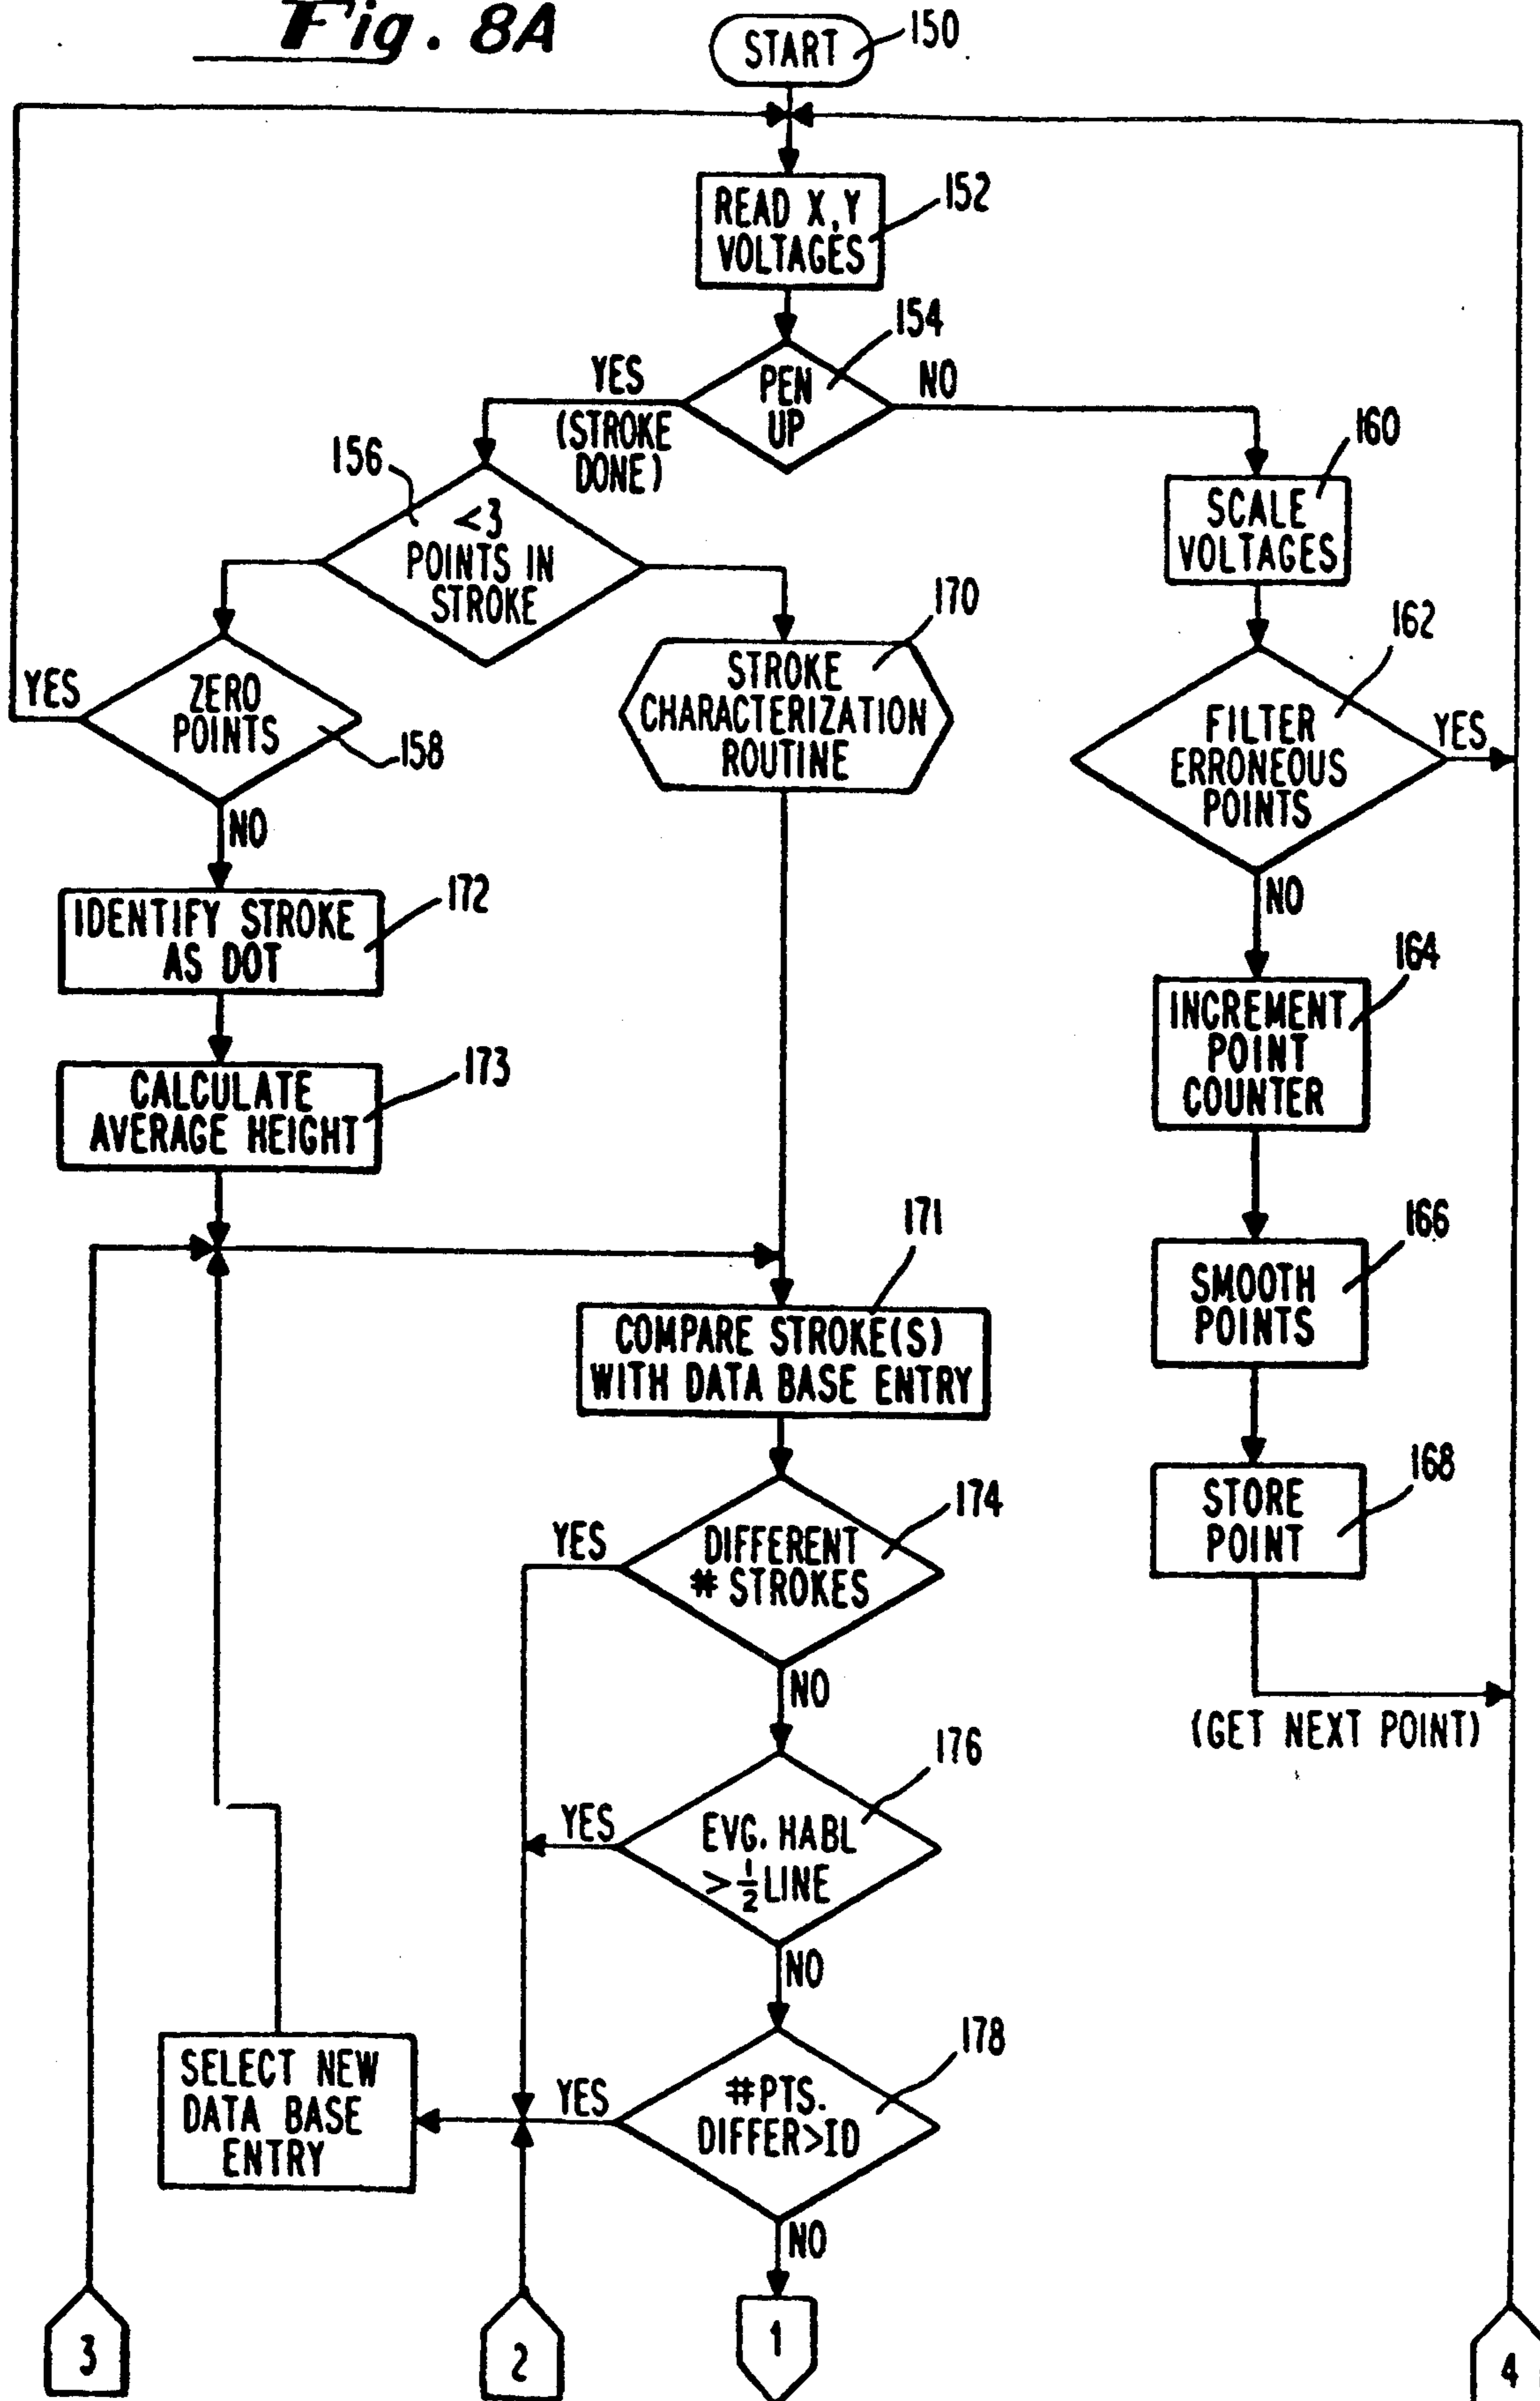 Fig. 8A
START
150
READ X,Y
VOLTAGES
152
154
PEN
UP
YES
(STROKE
DONE)
NO
156
<3
POINTS IN
STROKE
160
SCALE
VOLTAGES
170
STROKE
CHARACTERIZATION
ROUTINE
162
FILTER
ERRONEOUS
POINTS
YES
NO
YES
ZERO
POINTS
158
NO
IDENTIFY STROKE
AS DOT
172
164
INCREMENT
POINT
COUNTER
CALCULATE
AVERAGE HEIGHT
173
171
COMPARE STROKE(S)
WITH DATA BASE ENTRY
166
SMOOTH
POINTS
168
STORE
POINT
(GET NEXT POINT)
174
DIFFERENT
# STROKES
YES
NO
176
EVG. HABL
>½LINE
YES
NO
178
#PTS.
DIFFER>ID
YES
NO
SELECT NEW
DATA BASE
ENTRY
3
2
1
4